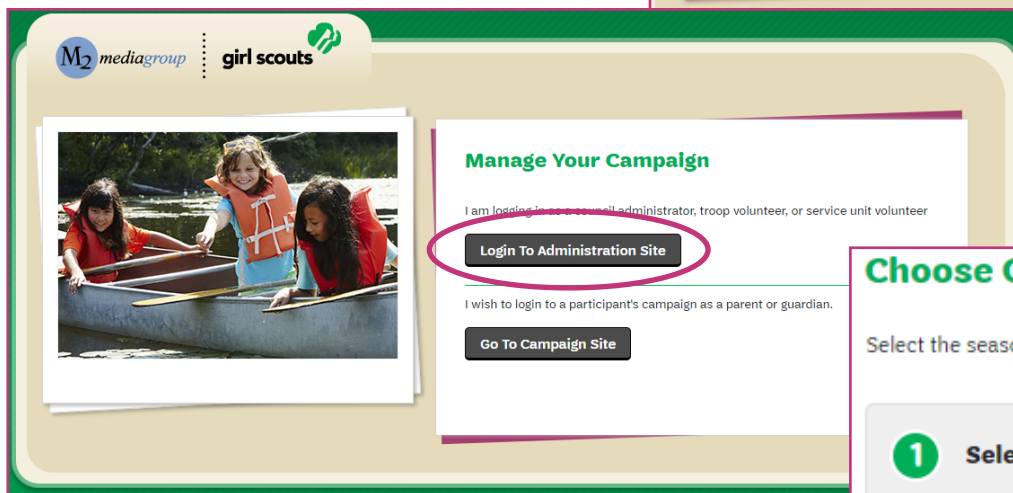 M2 mediagroup
girl scouts
Manage Your Campaign
I am logging in as a council administrator, troop volunteer, or service unit volunteer
Login To Administration Site
I wish to login to a participant's campaign as a parent or guardian.
Go To Campaign Site
Choose
Select the
1